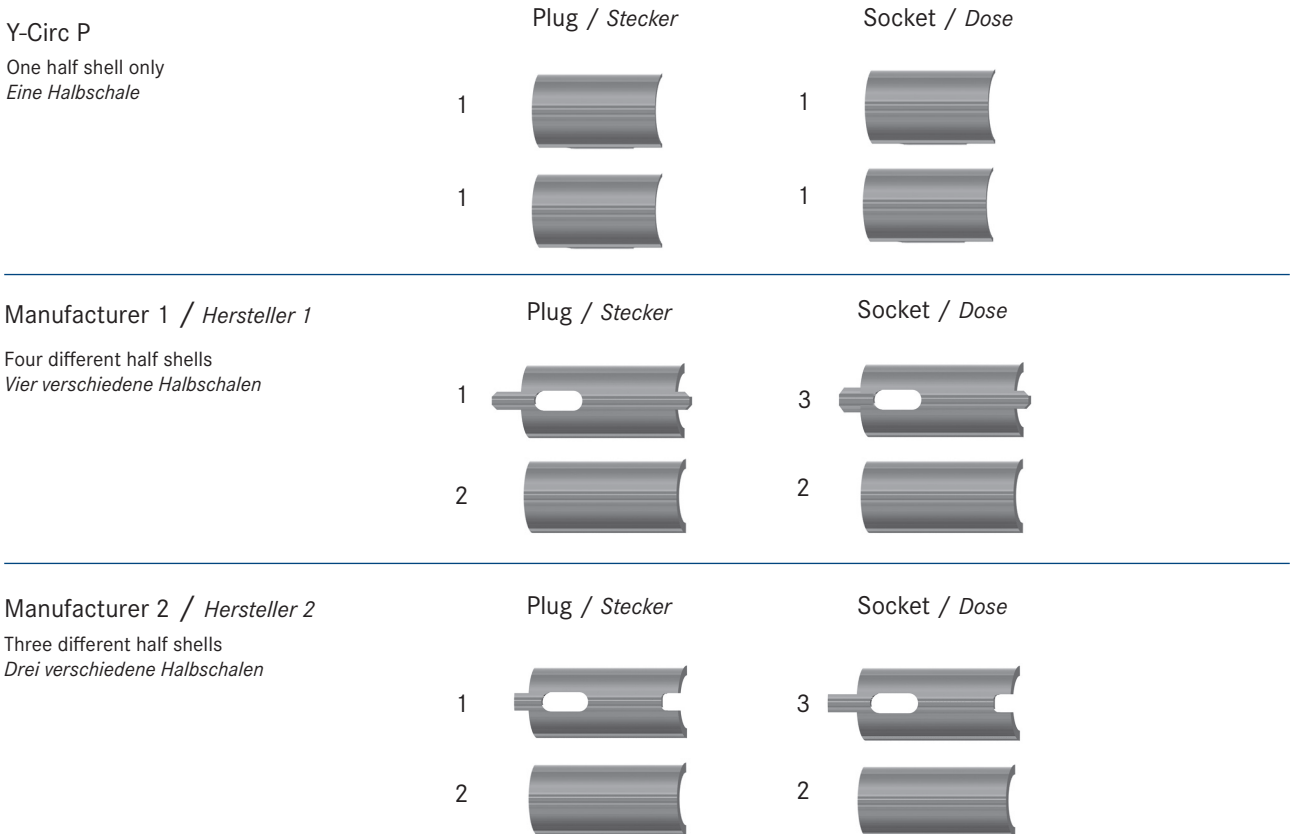 Y-Circ P
One half shell only
Eine Halbschale
Plug / Stecker
Socket / Dose
1
1
1
1
Manufacturer 1 / Hersteller 1
Four different half shells
Vier verschiedene Halbschalen
Plug / Stecker
Socket / Dose
1
3
2
2
Manufacturer 2 / Hersteller 2
Three different half shells
Drei verschiedene Halbschalen
Plug / Stecker
Socket / Dose
1
3
2
2